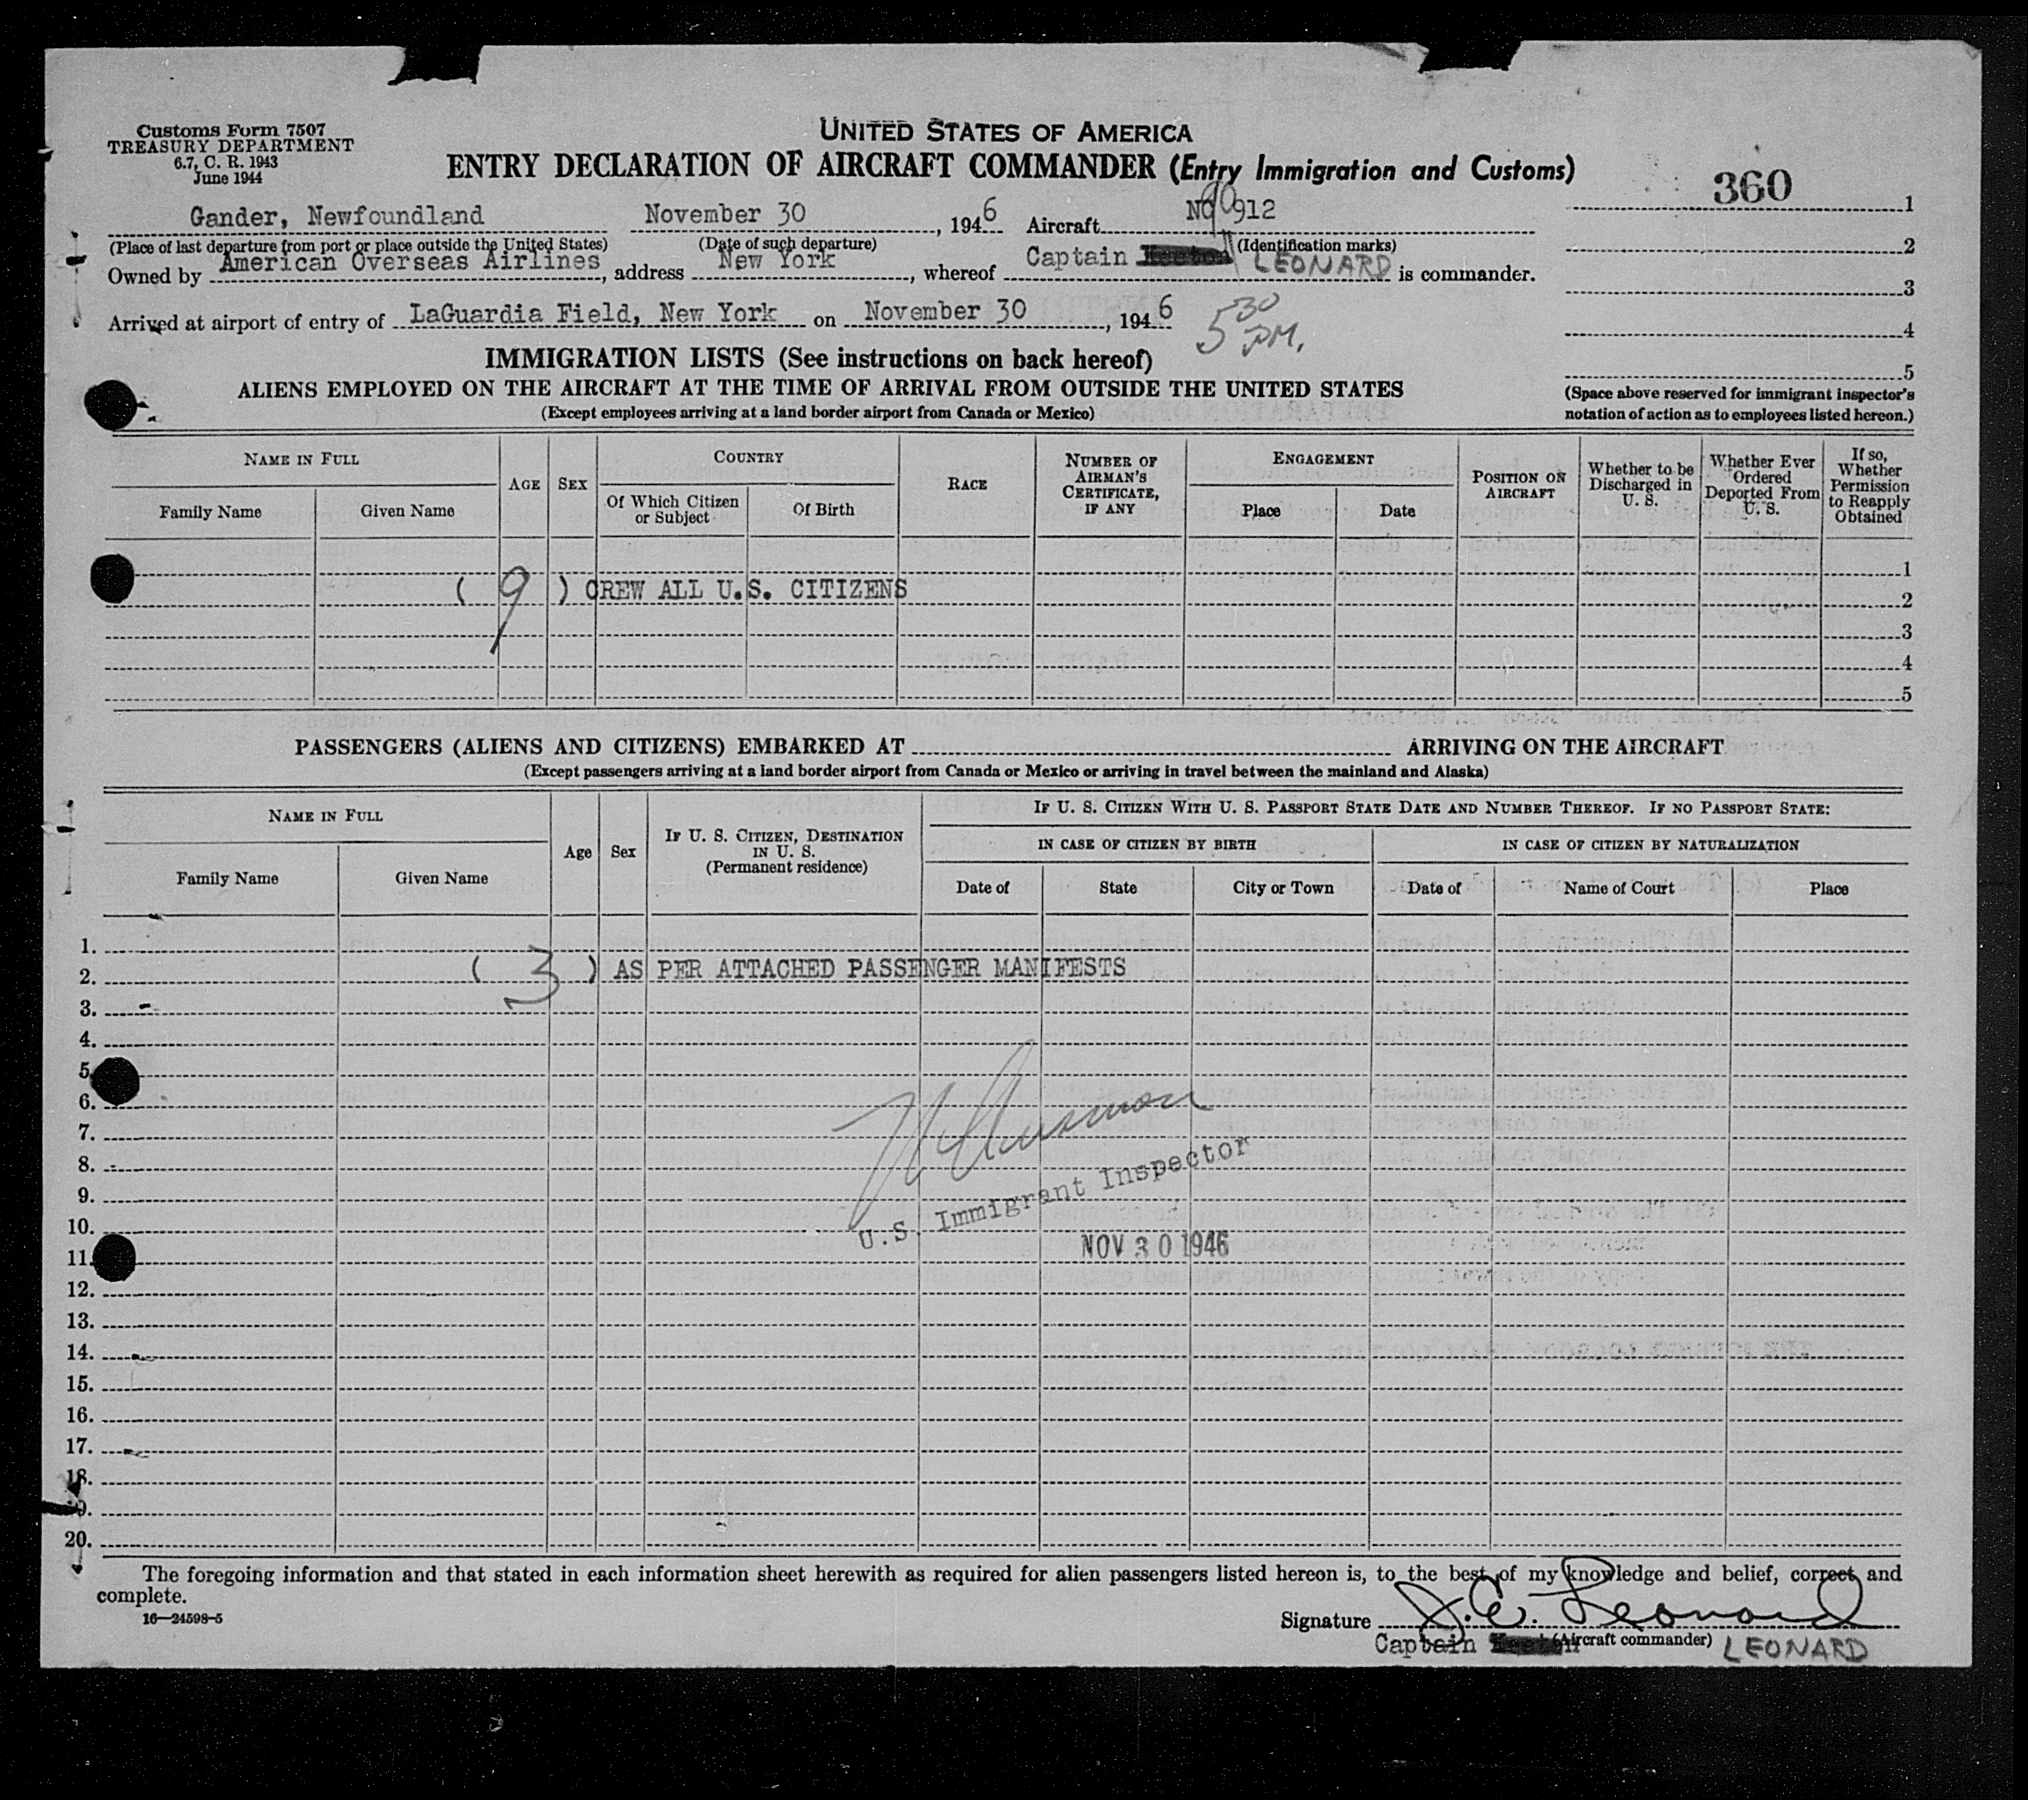 Customs Form 7507
TREASURY DEPARTMENT
6.7, C. R. 1943
June 1944
UNITED STATES OF AMERICA
ENTRY DECLARATION OF AIRCRAFT COMMANDER (Entry Immigration and Customs)
360
Gander, Newfoundland November 30, 1946 Aircraft N90912
(Place of last departure from port or place outside the United States) (Date of such departure) (Identification marks)
Owned by American Overseas Airlines, address New York, whereof Captain LEONARD is commander.
Arrived at airport of entry of LaGuardia Field, New York on November 30, 1946 5 30 PM.
1
2
3
4
5
(Space above reserved for immigrant inspector's
notation of action as to employees listed hereon.)
IMMIGRATION LISTS (See instructions on back hereof)
ALIENS EMPLOYED ON THE AIRCRAFT AT THE TIME OF ARRIVAL FROM OUTSIDE THE UNITED STATES
(Except employees arriving at a land border airport from Canada or Mexico)
NAME IN FULL
Family Name
Given Name
AGE
SEX
COUNTRY
Of Which Citizen
or Subject
Of Birth
RACE
NUMBER OF
AIRMAN'S
CERTIFICATE,
IF ANY
ENGAGEMENT
Place
Date
POSITION ON
AIRCRAFT
Whether to be
Discharged in
U. S.
Whether Ever
Ordered
Deported From
U. S.
If so,
Whether
Permission
to Reapply
Obtained
1
( 9 ) CREW ALL U.S. CITIZENS 2
3
4
5
PASSENGERS (ALIENS AND CITIZENS) EMBARKED AT ARRIVING ON THE AIRCRAFT
(Except passengers arriving at a land border airport from Canada or Mexico or arriving in travel between the mainland and Alaska)
NAME IN FULL
Family Name
Given Name
Age
Sex
IF U. S. CITIZEN, DESTINATION
IN U. S.
(Permanent residence)
IF U. S. CITIZEN WITH U. S. PASSPORT STATE DATE AND NUMBER THEREOF. IF NO PASSPORT STATE:
IN CASE OF CITIZEN BY BIRTH
IN CASE OF CITIZEN BY NATURALIZATION
Date of
State
City or Town
Date of
Name of Court
Place
1.
2. ( 3 ) AS PER ATTACHED PASSENGER MANIFESTS
3.
4.
5.
6.
7.
8.
9.
10.
U.S. Immigrant Inspector
NOV 30 1946
11.
12.
13.
14.
15.
16.
17.
18.
19.
20.
The foregoing information and that stated in each information sheet herewith as required for alien passengers listed hereon is, to the best of my knowledge and belief, correct and
complete.
16—24598-5
Signature J.E. Leonard
Captain (Aircraft commander) LEONARD